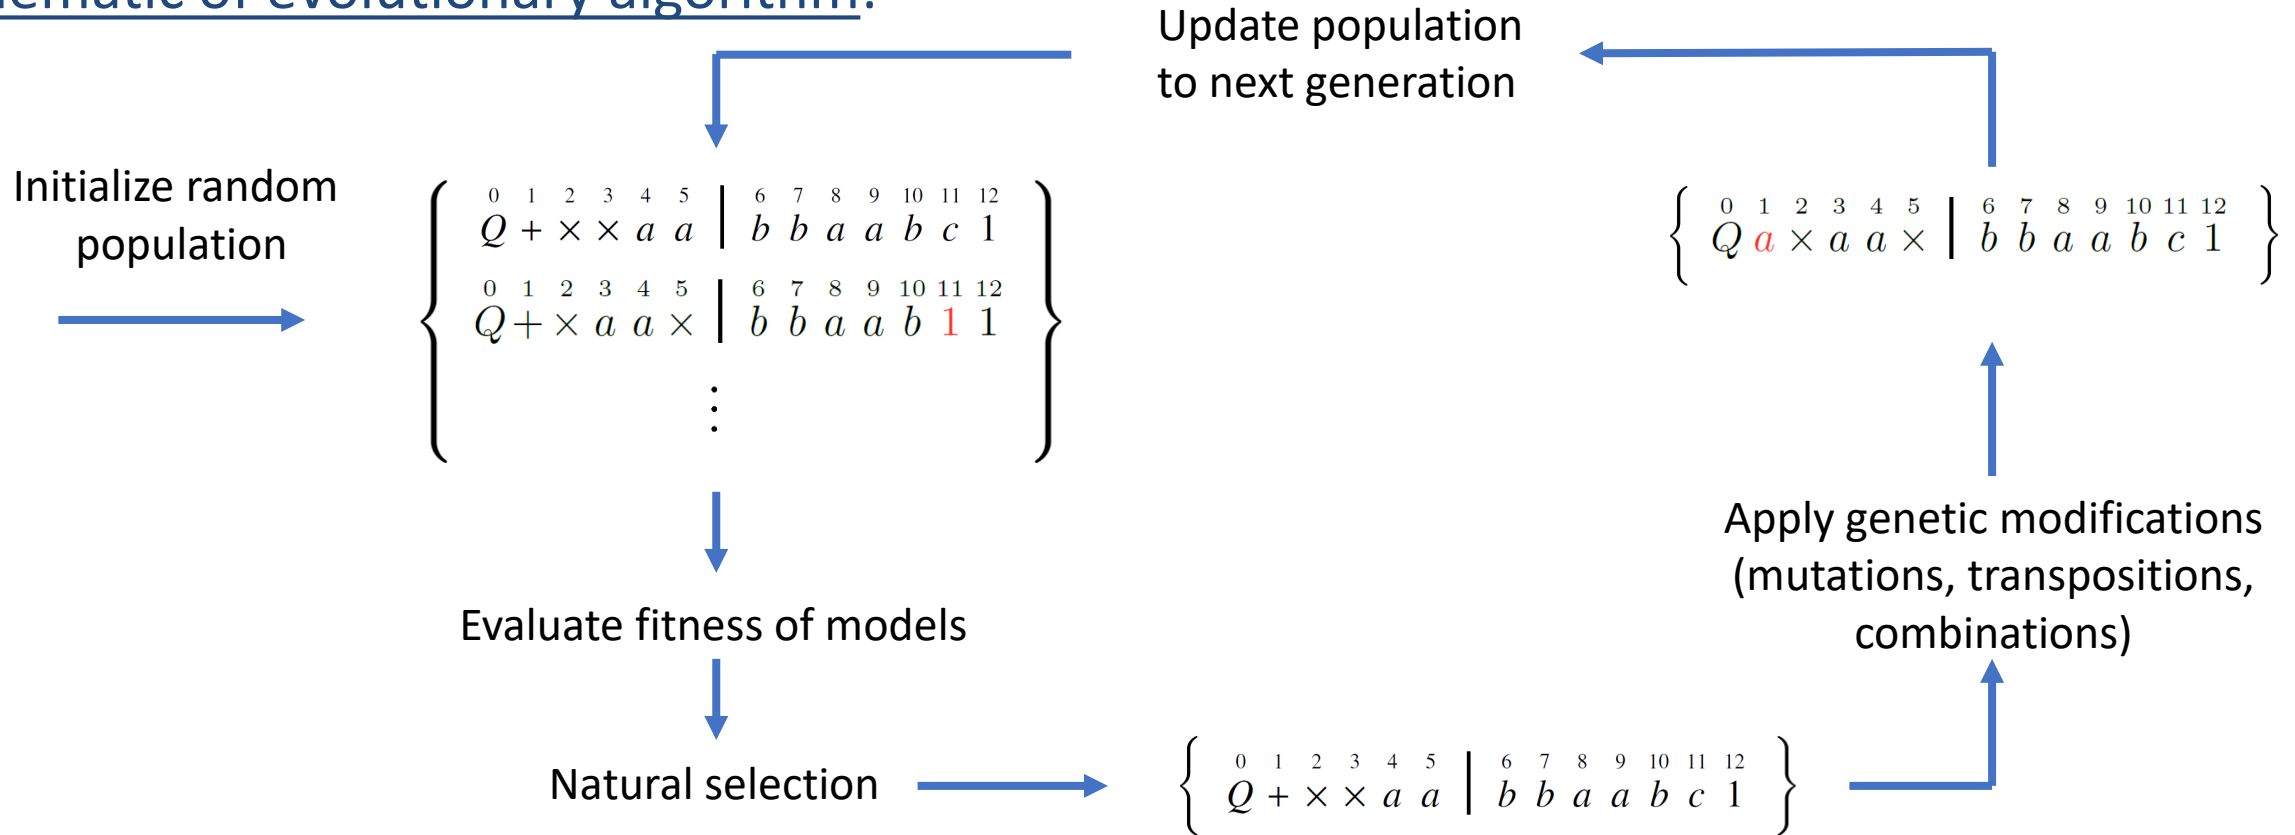 of evolutionary algorithm:
Update population
to next generation
Initialize random
population
0 1 2 3 4 5 | 6 7 8 9 10 11 12
Q + × × a a | b b a a b c 1
0 1 2 3 4 5 | 6 7 8 9 10 11 12
Q + × a a × | b b a a b 1 1
⋮
0 1 2 3 4 5 | 6 7 8 9 10 11 12
Q a × a a × | b b a a b c 1
Evaluate fitness of models
Natural selection
0 1 2 3 4 5 | 6 7 8 9 10 11 12
Q + × × a a | b b a a b c 1
Apply genetic modifications
(mutations, transpositions,
combinations)